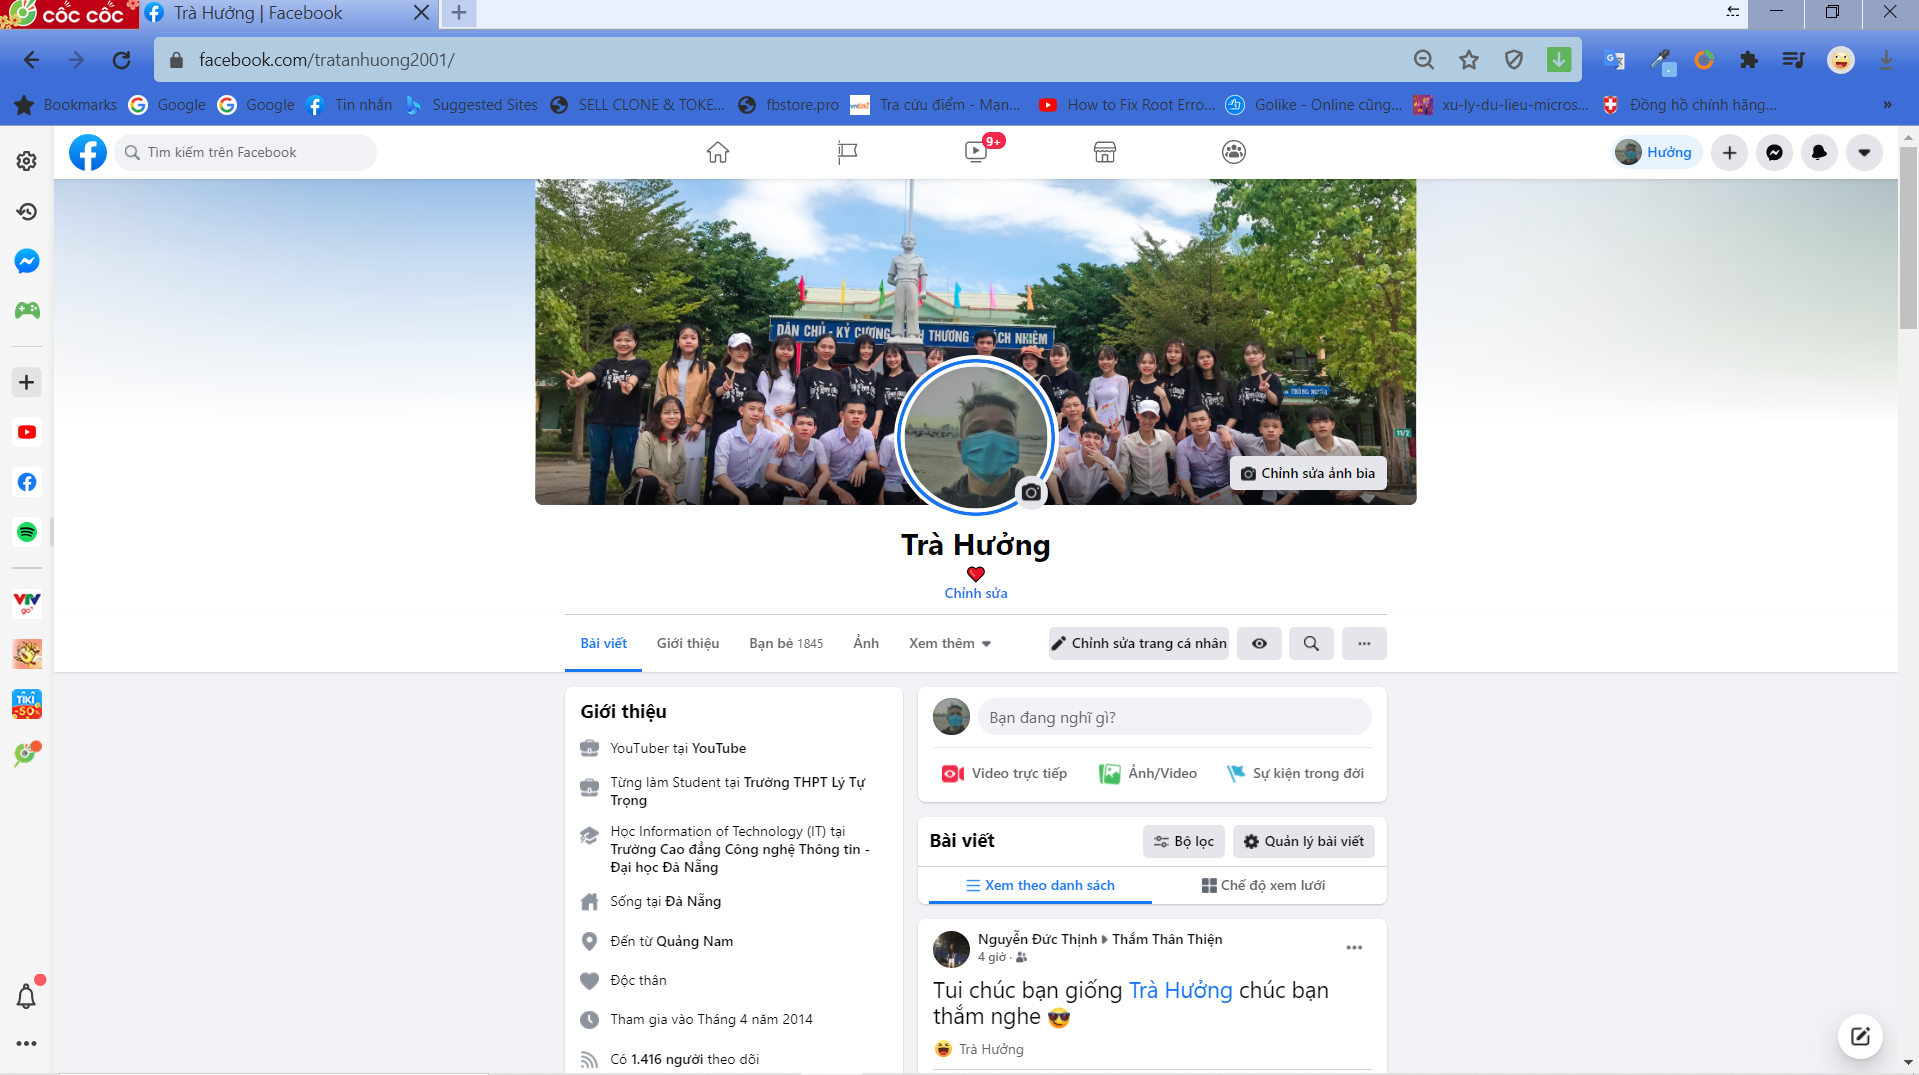 cốc cốc
Trà Hưởng | Facebook
facebook.com/tratanhuong2001/
Bookmarks
Google
Google
Tin nhắn
Suggested Sites
SELL CLONE & TOKE...
fbstore.pro
Tra cứu điểm - Mạn...
How to Fix Root Erro...
Golike - Online cũng...
xu-ly-du-lieu-micros...
Đồng hồ chính hãng...
»
Tìm kiếm trên Facebook
9+
Hưởng
DÂN CHỦ - KỶ CƯƠNG
THƯƠNG
TRÁCH NHIỆM
11/2
Chỉnh sửa ảnh bìa
Trà Hưởng
Chỉnh sửa
Bài viết
Giới thiệu
Bạn bè 1845
Ảnh
Xem thêm
Chỉnh sửa trang cá nhân
Giới thiệu
YouTuber tại YouTube
Từng làm Student tại Trường THPT Lý Tự
Trọng
Học Information of Technology (IT) tại
Trường Cao đẳng Công nghệ Thông tin -
Đại học Đà Nẵng
Sống tại Đà Nẵng
Đến từ Quảng Nam
Độc thân
Tham gia vào Tháng 4 năm 2014
Có 1.416 người theo dõi
Bạn đang nghĩ gì?
Video trực tiếp
Ảnh/Video
Sự kiện trong đời
Bài viết
Bộ lọc
Quản lý bài viết
Xem theo danh sách
Chế độ xem lưới
Nguyễn Đức Thịnh
Thắm Thân Thiện
4 giờ ·
Tui chúc bạn giống Trà Hưởng chúc bạn
thắm nghe 😎
Trà Hưởng
VTV
go
TIKI